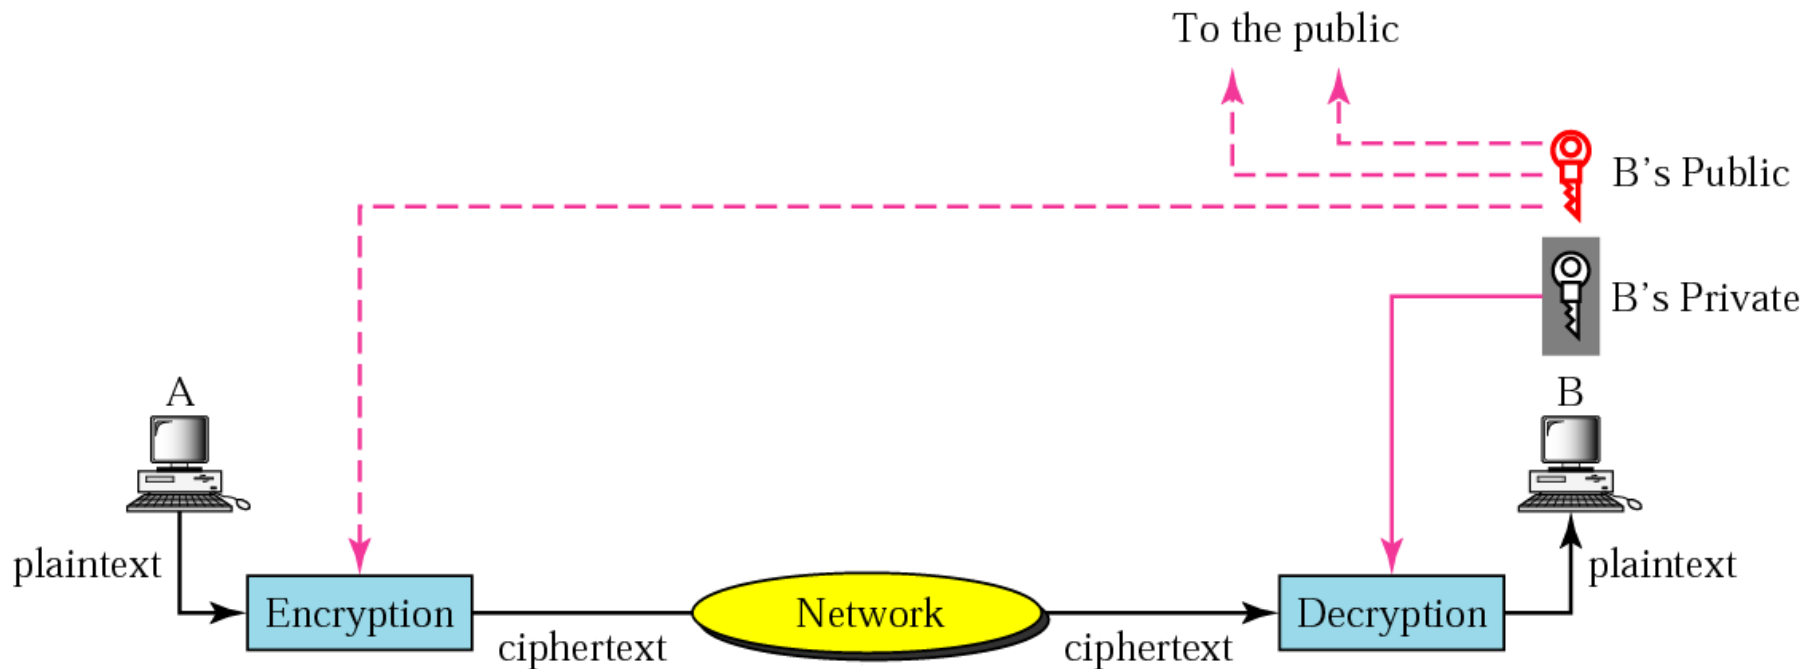 To the public
B's Public
B's Private
A
B
plaintext
plaintext
Encryption
Network
Decryption
ciphertext
ciphertext